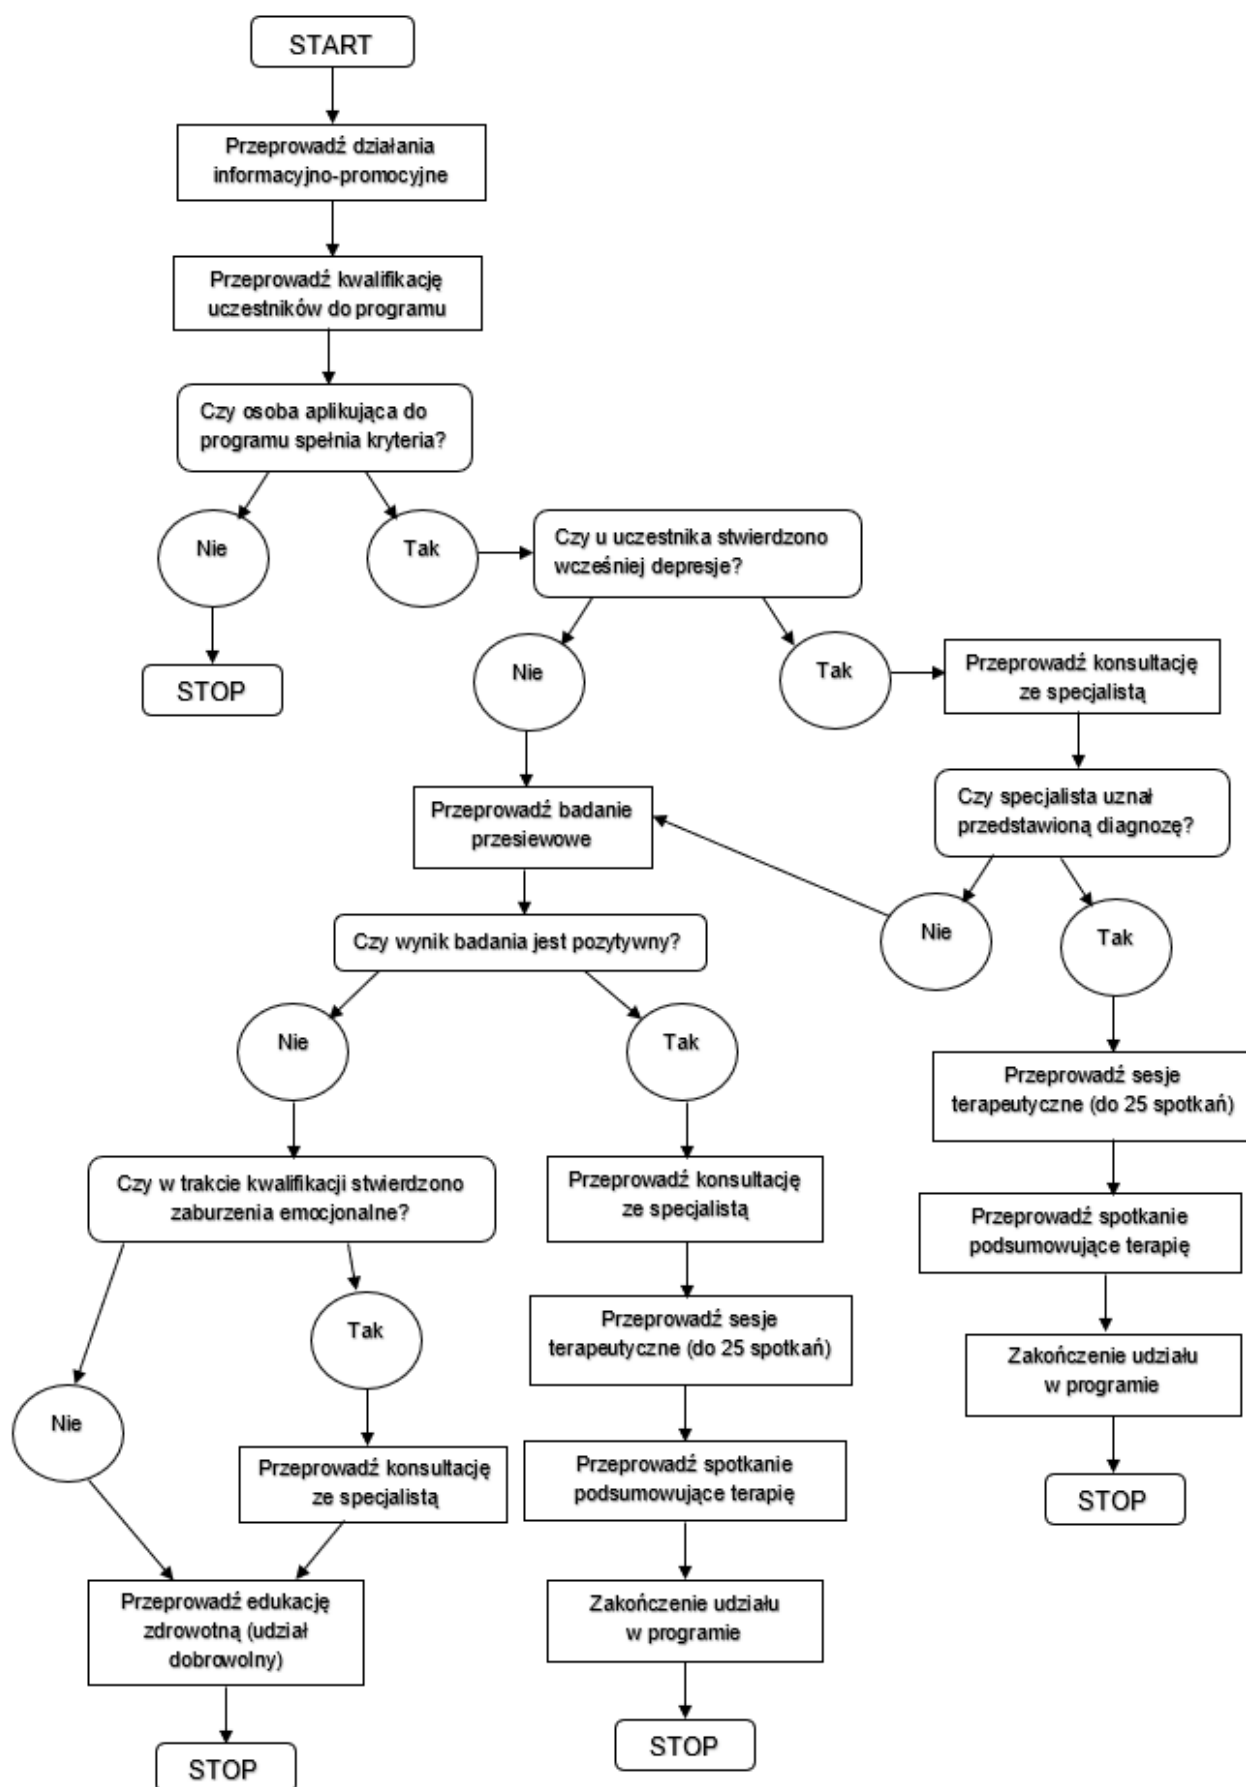 START
Przeprowadź działania
informacyjno-promocyjne
Przeprowadź kwalifikację
uczestników do programu
Czy osoba aplikująca do
programu spełnia kryteria?
Nie
Tak
STOP
Czy u uczestnika stwierdzono
wcześniej depresje?
Nie
Tak
Przeprowadź konsultację
ze specjalistą
Czy specjalista uznał
przedstawioną diagnozę?
Nie
Tak
Przeprowadź sesje
terapeutyczne (do 25 spotkań)
Przeprowadź spotkanie
podsumowujące terapię
Zakończenie udziału
w programie
STOP
Przeprowadź badanie
przesiewowe
Czy wynik badania jest pozytywny?
Nie
Tak
Przeprowadź konsultację
ze specjalistą
Przeprowadź sesje
terapeutyczne (do 25 spotkań)
Przeprowadź spotkanie
podsumowujące terapię
Zakończenie udziału
w programie
STOP
Czy w trakcie kwalifikacji stwierdzono
zaburzenia emocjonalne?
Nie
Tak
Przeprowadź konsultację
ze specjalistą
Przeprowadź edukację
zdrowotną (udział
dobrowolny)
STOP